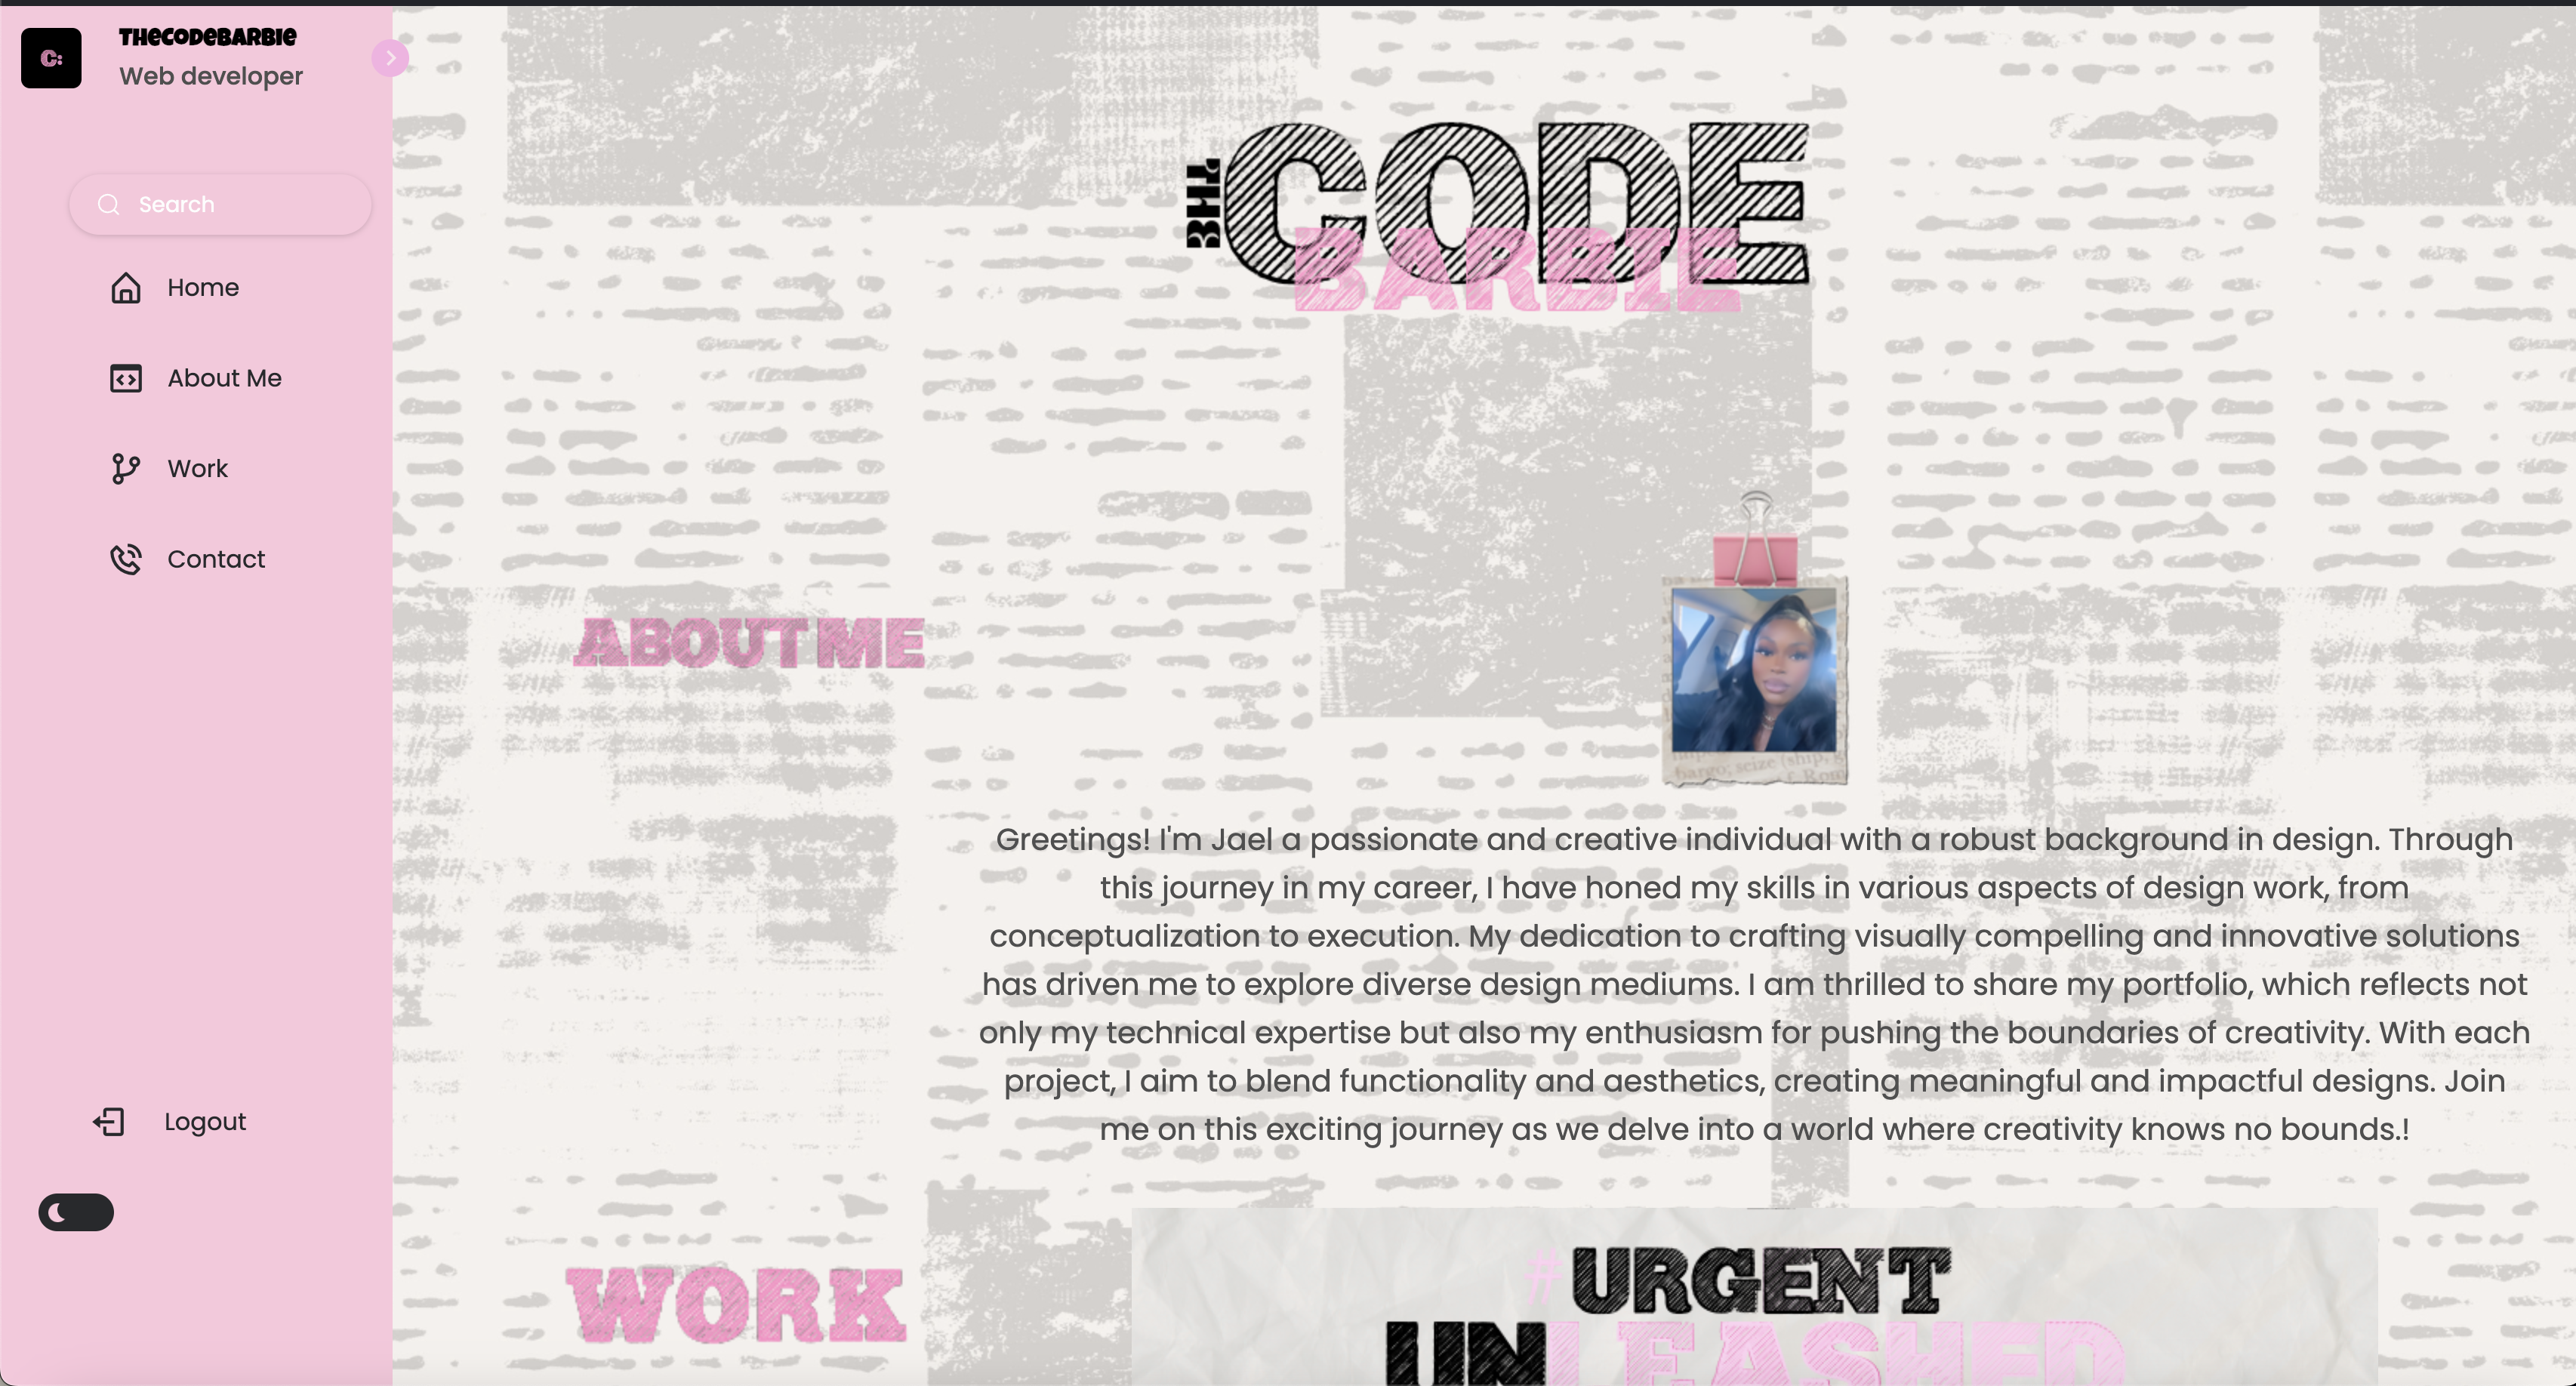 C:
THECODEBARBIE
Web developer
Search
Home
About Me
Work
Contact
Logout
THE
CODE
BARBIE
ABOUT ME
bargo; seize (ship,
Greetings! I'm Jael a passionate and creative individual with a robust background in design. Through
this journey in my career, I have honed my skills in various aspects of design work, from
conceptualization to execution. My dedication to crafting visually compelling and innovative solutions
has driven me to explore diverse design mediums. I am thrilled to share my portfolio, which reflects not
only my technical expertise but also my enthusiasm for pushing the boundaries of creativity. With each
project, I aim to blend functionality and aesthetics, creating meaningful and impactful designs. Join
me on this exciting journey as we delve into a world where creativity knows no bounds.!
WORK
#URGENT
UNLEASHED